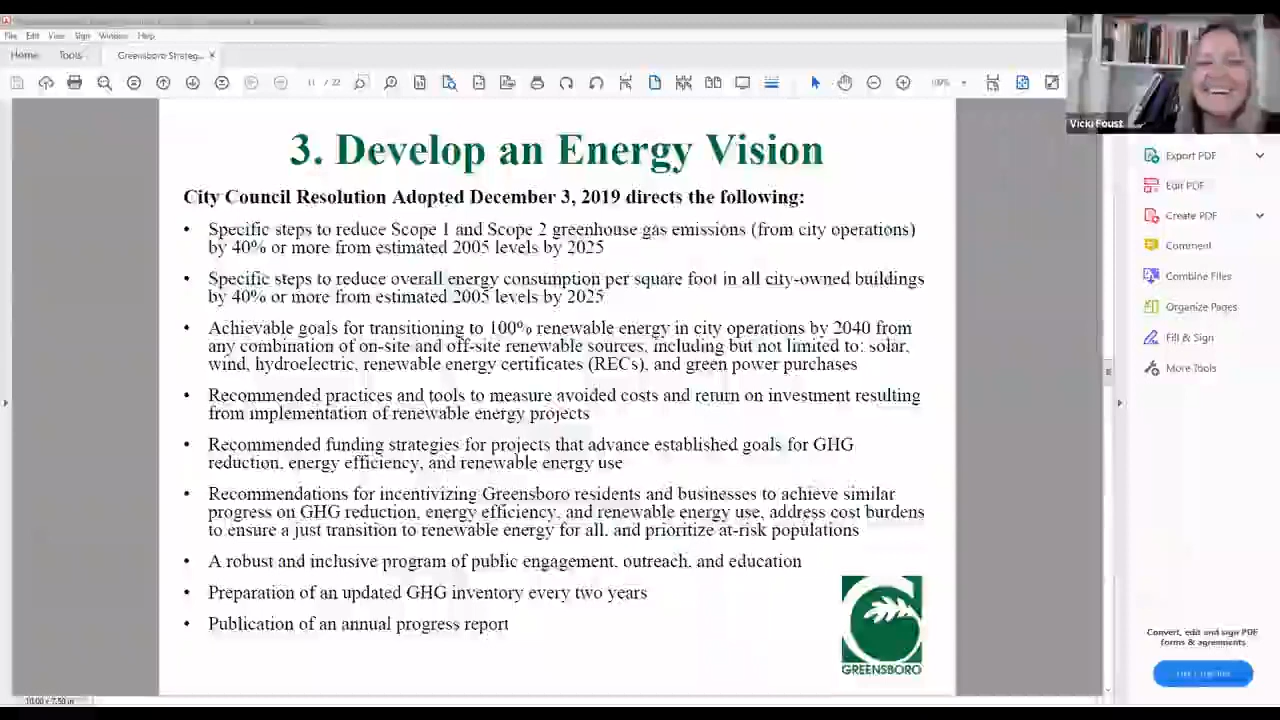 File Edit View Sign Window Help
Home Tools Greensboro Strateg... ×
11 / 22 109%
Vicki Foust
3. Develop an Energy Vision
City Council Resolution Adopted December 3, 2019 directs the following:
• Specific steps to reduce Scope 1 and Scope 2 greenhouse gas emissions (from city operations)
by 40% or more from estimated 2005 levels by 2025
• Specific steps to reduce overall energy consumption per square foot in all city-owned buildings
by 40% or more from estimated 2005 levels by 2025
• Achievable goals for transitioning to 100% renewable energy in city operations by 2040 from
any combination of on-site and off-site renewable sources, including but not limited to: solar,
wind, hydroelectric, renewable energy certificates (RECs), and green power purchases
• Recommended practices and tools to measure avoided costs and return on investment resulting
from implementation of renewable energy projects
• Recommended funding strategies for projects that advance established goals for GHG
reduction, energy efficiency, and renewable energy use
• Recommendations for incentivizing Greensboro residents and businesses to achieve similar
progress on GHG reduction, energy efficiency, and renewable energy use, address cost burdens
to ensure a just transition to renewable energy for all, and prioritize at-risk populations
• A robust and inclusive program of public engagement, outreach, and education
• Preparation of an updated GHG inventory every two years
• Publication of an annual progress report
GREENSBORO
Export PDF
Edit PDF
Create PDF
Comment
Combine Files
Organize Pages
Fill & Sign
More Tools
Convert, edit and sign PDF
forms & agreements
10.00 x 7.50 in